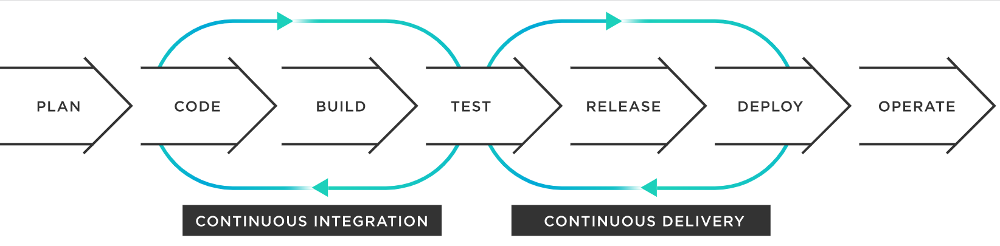 PLAN
CODE
BUILD
TEST
RELEASE
DEPLOY
OPERATE
CONTINUOUS INTEGRATION
CONTINUOUS DELIVERY